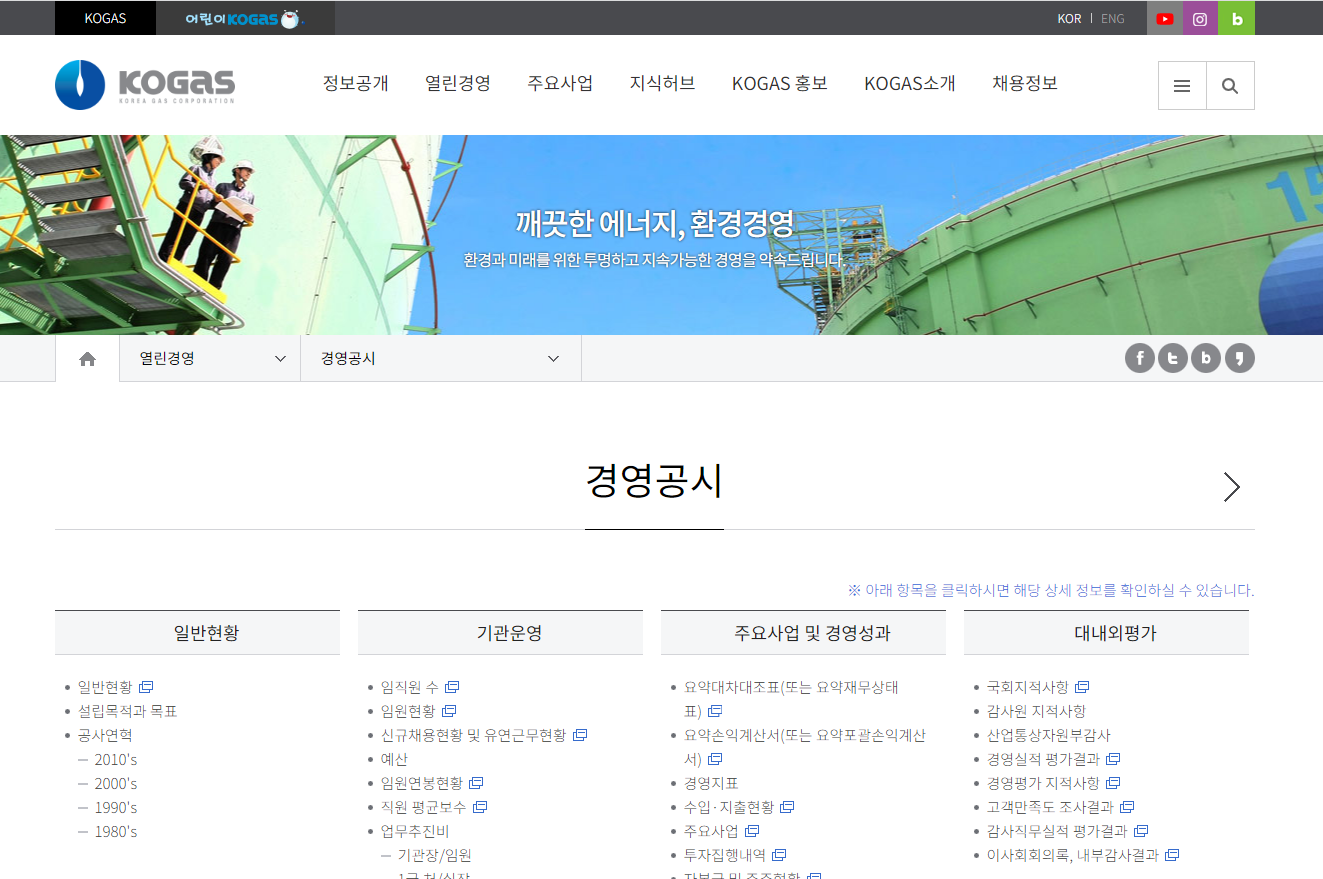 KOGAS
어린이KOGAS
KOR
ENG
KOGAS
KOREA GAS CORPORATION
정보공개
열린경영
주요사업
지식허브
KOGAS 홍보
KOGAS소개
채용정보
깨끗한 에너지, 환경경영
환경과 미래를 위한 투명하고 지속가능한 경영을 약속드립니다.
15
열린경영
경영공시
경영공시
※ 아래 항목을 클릭하시면 해당 상세 정보를 확인하실 수 있습니다.
일반현황
일반현황
설립목적과 목표
공사연혁
2010's
2000's
1990's
1980's
기관운영
임직원 수
임원현황
신규채용현황 및 유연근무현황
예산
임원연봉현황
직원 평균보수
업무추진비
기관장/임원
1급 처/실장
주요사업 및 경영성과
요약대차대조표(또는 요약재무상태
표)
요약손익계산서(또는 요약포괄손익계산
서)
경영지표
수입·지출현황
주요사업
투자집행내역
자본금 및 주주현황
대내외평가
국회지적사항
감사원 지적사항
산업통상자원부감사
경영실적 평가결과
경영평가 지적사항
고객만족도 조사결과
감사직무실적 평가결과
이사회회의록, 내부감사결과